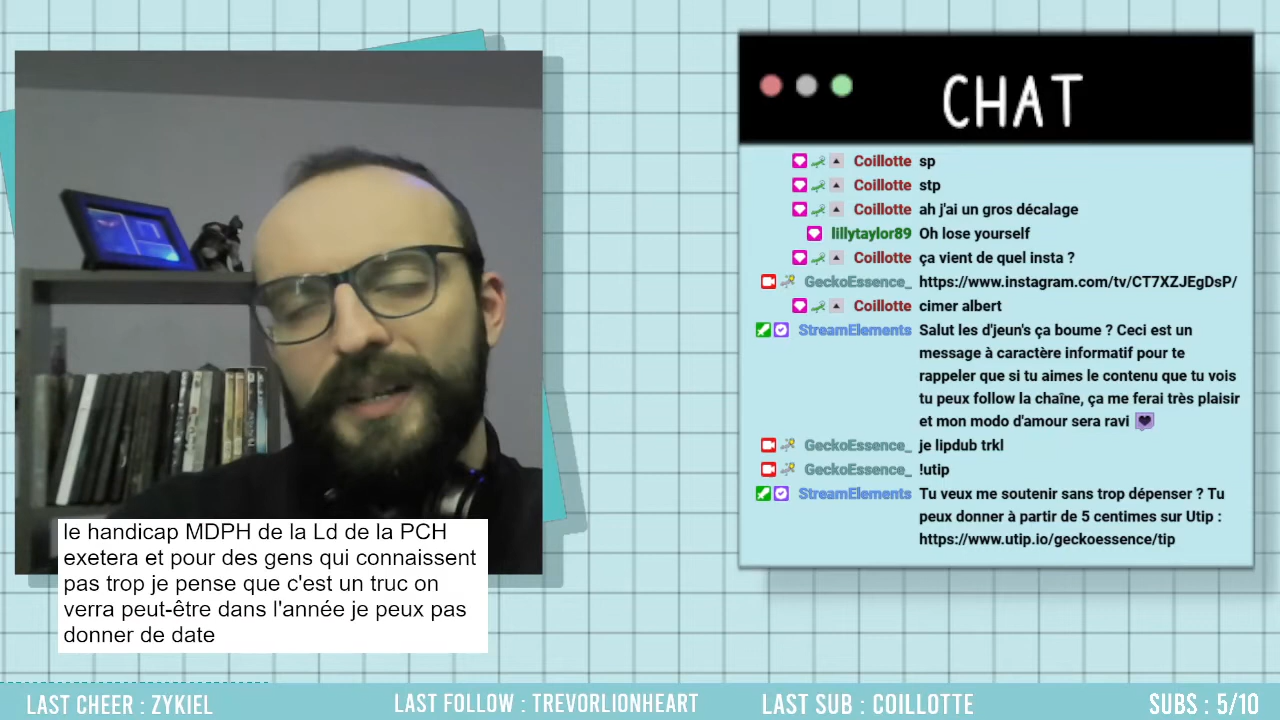 CHAT
Coillotte sp
Coillotte stp
Coillotte ah j'ai un gros décalage
lillytaylor89 Oh lose yourself
Coillotte ça vient de quel insta ?
GeckoEssence_ https://www.instagram.com/tv/CT7XZJEgDsP/
Coillotte cimer albert
StreamElements Salut les d'jeun's ça boume ? Ceci est un
message à caractère informatif pour te
rappeler que si tu aimes le contenu que tu vois
tu peux follow la chaîne, ça me ferai très plaisir
et mon modo d'amour sera ravi
GeckoEssence_ je lipdub trkl
GeckoEssence_ !utip
StreamElements Tu veux me soutenir sans trop dépenser ? Tu
peux donner à partir de 5 centimes sur Utip :
https://www.utip.io/geckoessence/tip
le handicap MDPH de la Ld de la PCH
exetera et pour des gens qui connaissent
pas trop je pense que c'est un truc on
verra peut-être dans l'année je peux pas
donner de date
LAST CHEER : ZYKIEL
LAST FOLLOW : TREVORLIONHEART
LAST SUB : COILLOTTE
SUBS : 5/10